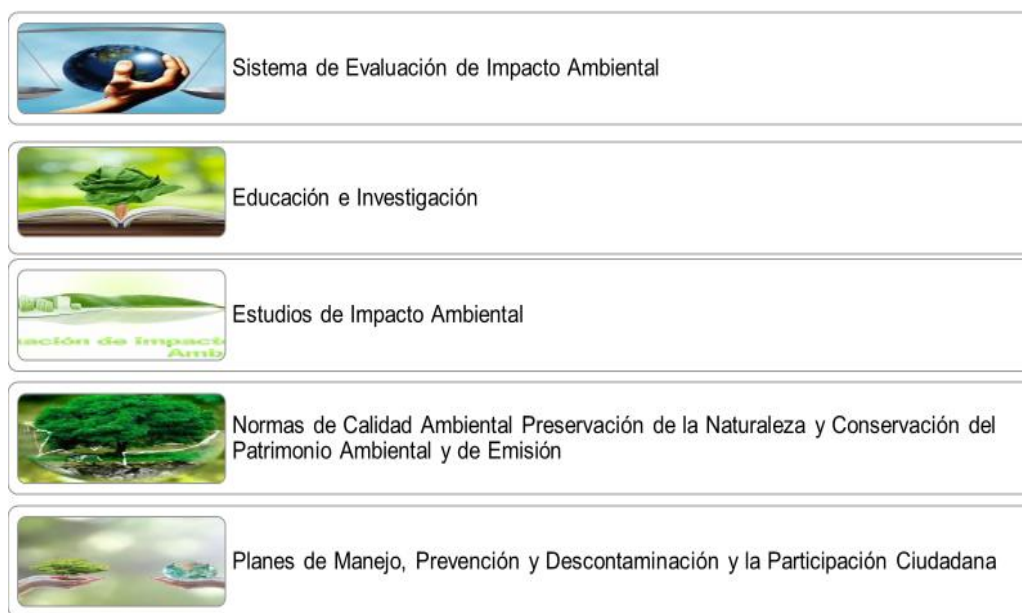 Sistema de Evaluación de Impacto Ambiental
Educación e Investigación
Estudios de Impacto Ambiental
Normas de Calidad Ambiental Preservación de la Naturaleza y Conservación del
Patrimonio Ambiental y de Emisión
Planes de Manejo, Prevención y Descontaminación y la Participación Ciudadana